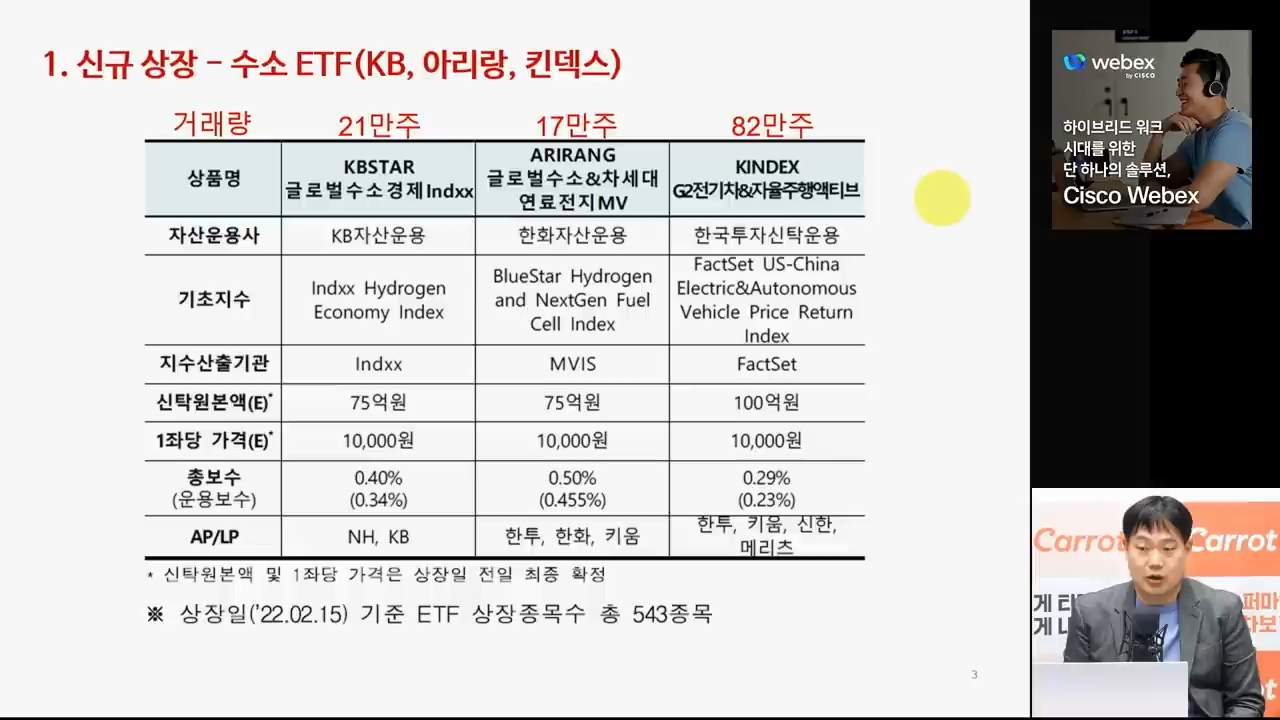 1. 신규 상장 - 수소 ETF(KB, 아리랑, 킨덱스)
거래량 21만주 17만주 82만주
상품명
KBSTAR
글로벌수소경제Indxx
ARIRANG
글로벌수소&차세대
연료전지MV
KINDEX
G2전기차&자율주행액티브
자산운용사 KB자산운용 한화자산운용 한국투자신탁운용
기초지수
Indxx Hydrogen
Economy Index
BlueStar Hydrogen
and NextGen Fuel
Cell Index
FactSet US-China
Electric&Autonomous
Vehicle Price Return
Index
지수산출기관 Indxx MVIS FactSet
신탁원본액(E)* 75억원 75억원 100억원
1좌당 가격(E)* 10,000원 10,000원 10,000원
총보수
(운용보수)
0.40%
(0.34%)
0.50%
(0.455%)
0.29%
(0.23%)
AP/LP NH, KB 한투, 한화, 키움
한투, 키움, 신한,
메리츠
* 신탁원본액 및 1좌당 가격은 상장일 전일 최종 확정
※ 상장일('22.02.15) 기준 ETF 상장종목수 총 543종목
3
webex
by CISCO
하이브리드 워크
시대를 위한
단 하나의 솔루션,
Cisco Webex
Carrot Carrot